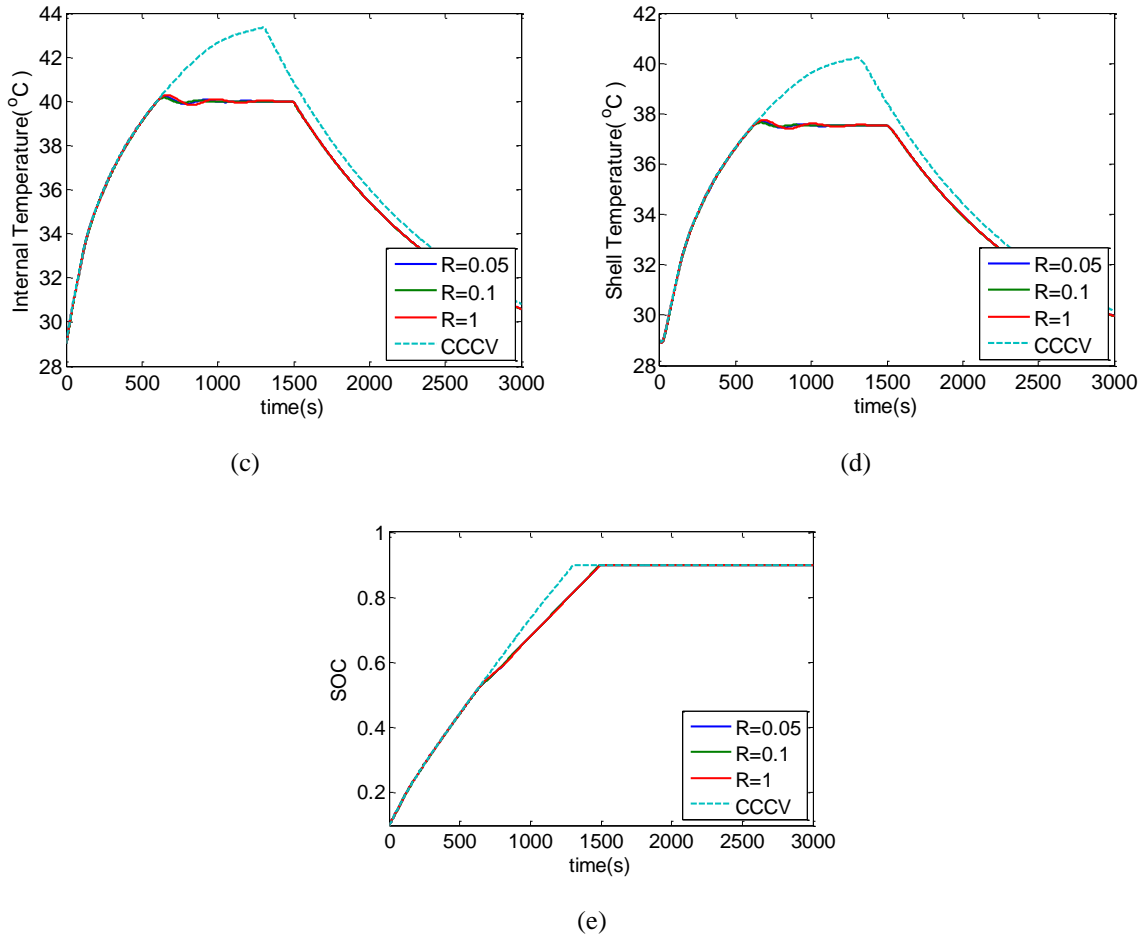 44
42
40
38
36
34
32
30
28
Internal Temperature( °C )
0 500 1000 1500 2000 2500 3000
time(s)
R=0.05
R=0.1
R=1
CCCV
(c)
42
40
38
36
34
32
30
28
Shell Temperature( °C )
0 500 1000 1500 2000 2500 3000
time(s)
R=0.05
R=0.1
R=1
CCCV
(d)
1
0.8
0.6
0.4
0.2
SOC
0 500 1000 1500 2000 2500 3000
time(s)
R=0.05
R=0.1
R=1
CCCV
(e)